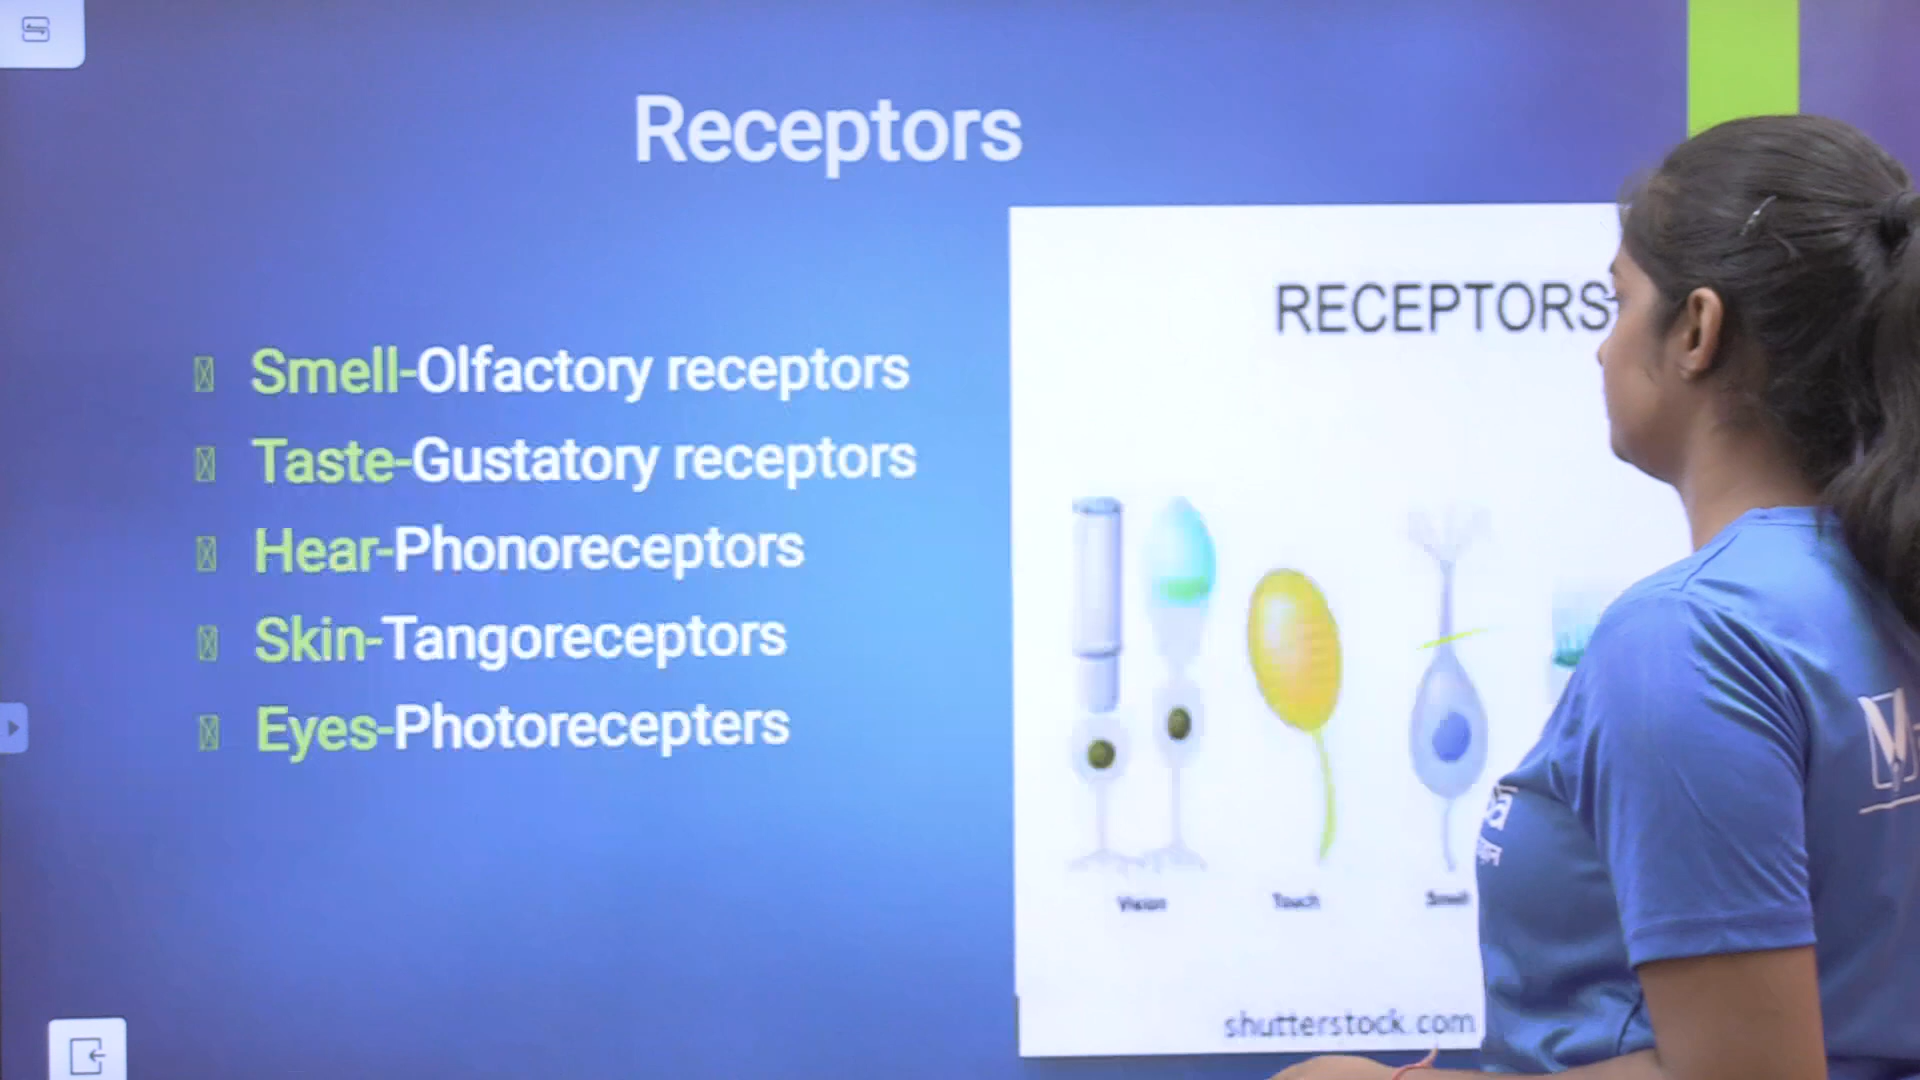 Receptors
RECEPTORS
Smell-Olfactory receptors
Taste-Gustatory receptors
Hear-Phonoreceptors
Skin-Tangoreceptors
Eyes-Photorecepters
Vision
Touch
Smell
shutterstock.com